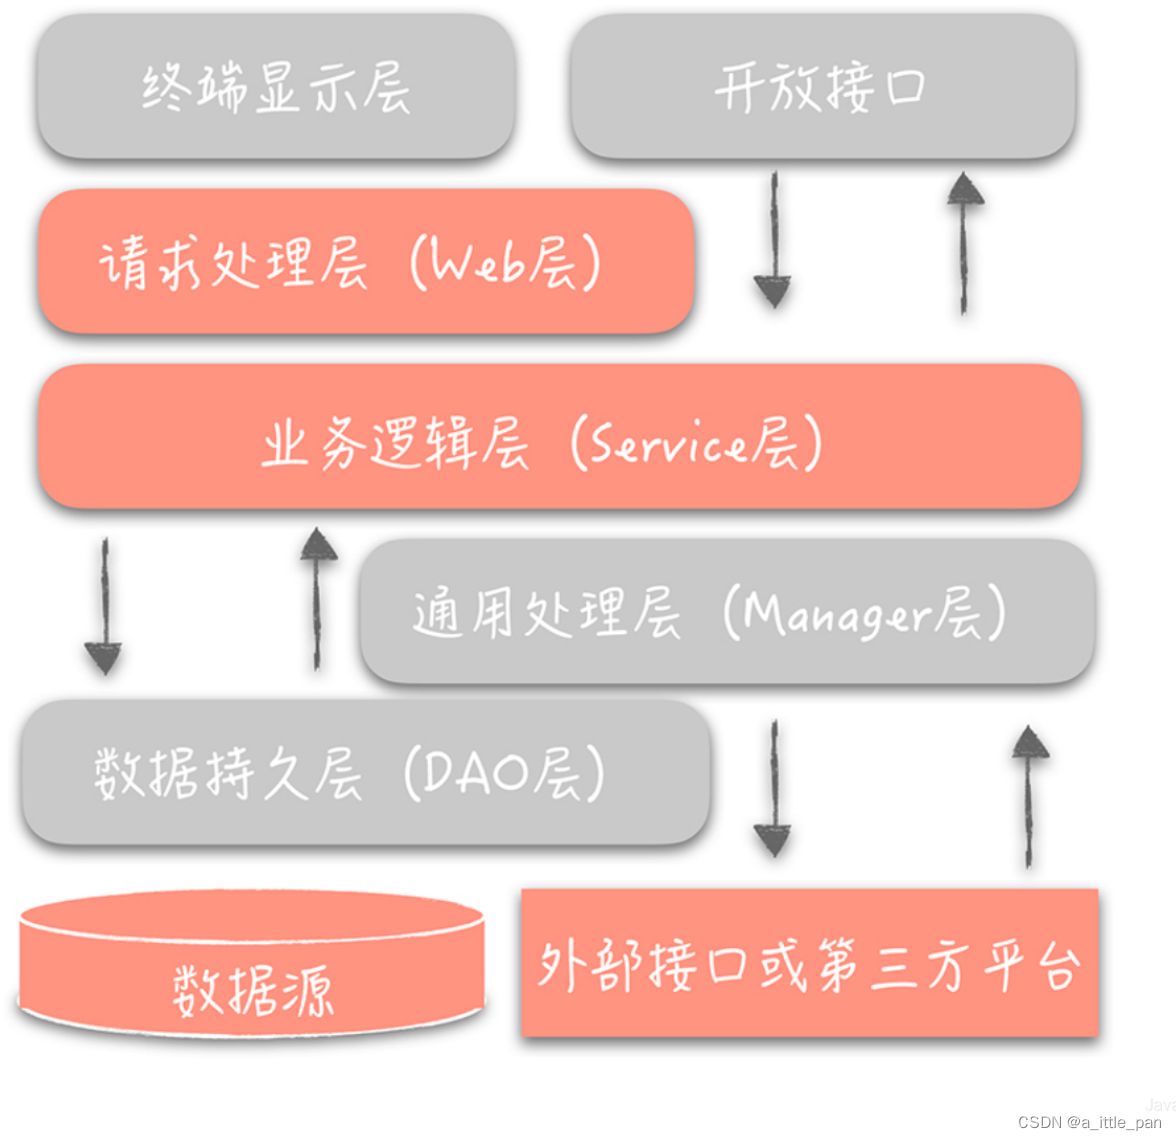 终端显示层
开放接口
请求处理层（Web层）
业务逻辑层（Service层）
通用处理层（Manager层）
数据持久层（DAO层）
数据源
外部接口或第三方平台
Java
CSDN @a_ittle_pan